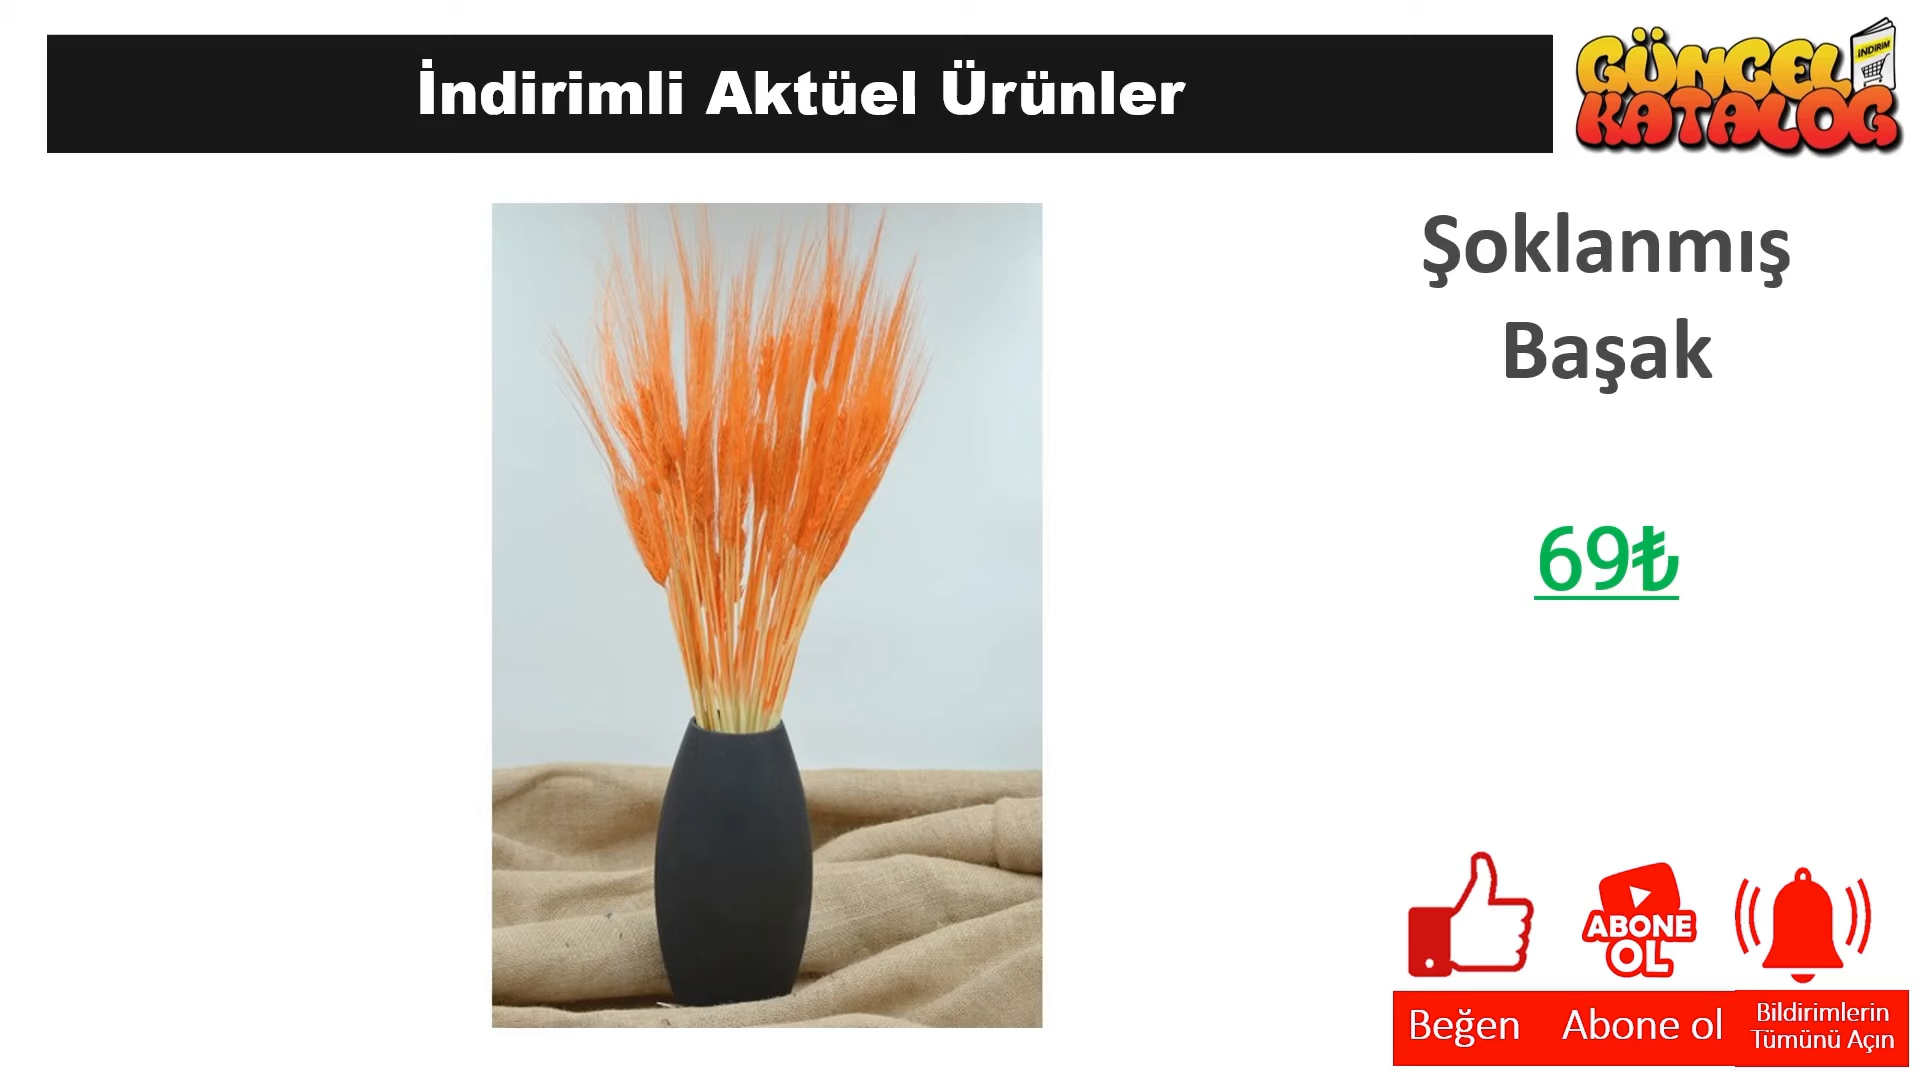 İndirimli Aktüel Ürünler
GÜNCEL
İNDİRİM
KATALOG
Şoklanmış
Başak
69₺
ABONE
OL
Beğen
Abone ol
Bildirimlerin
Tümünü Açın